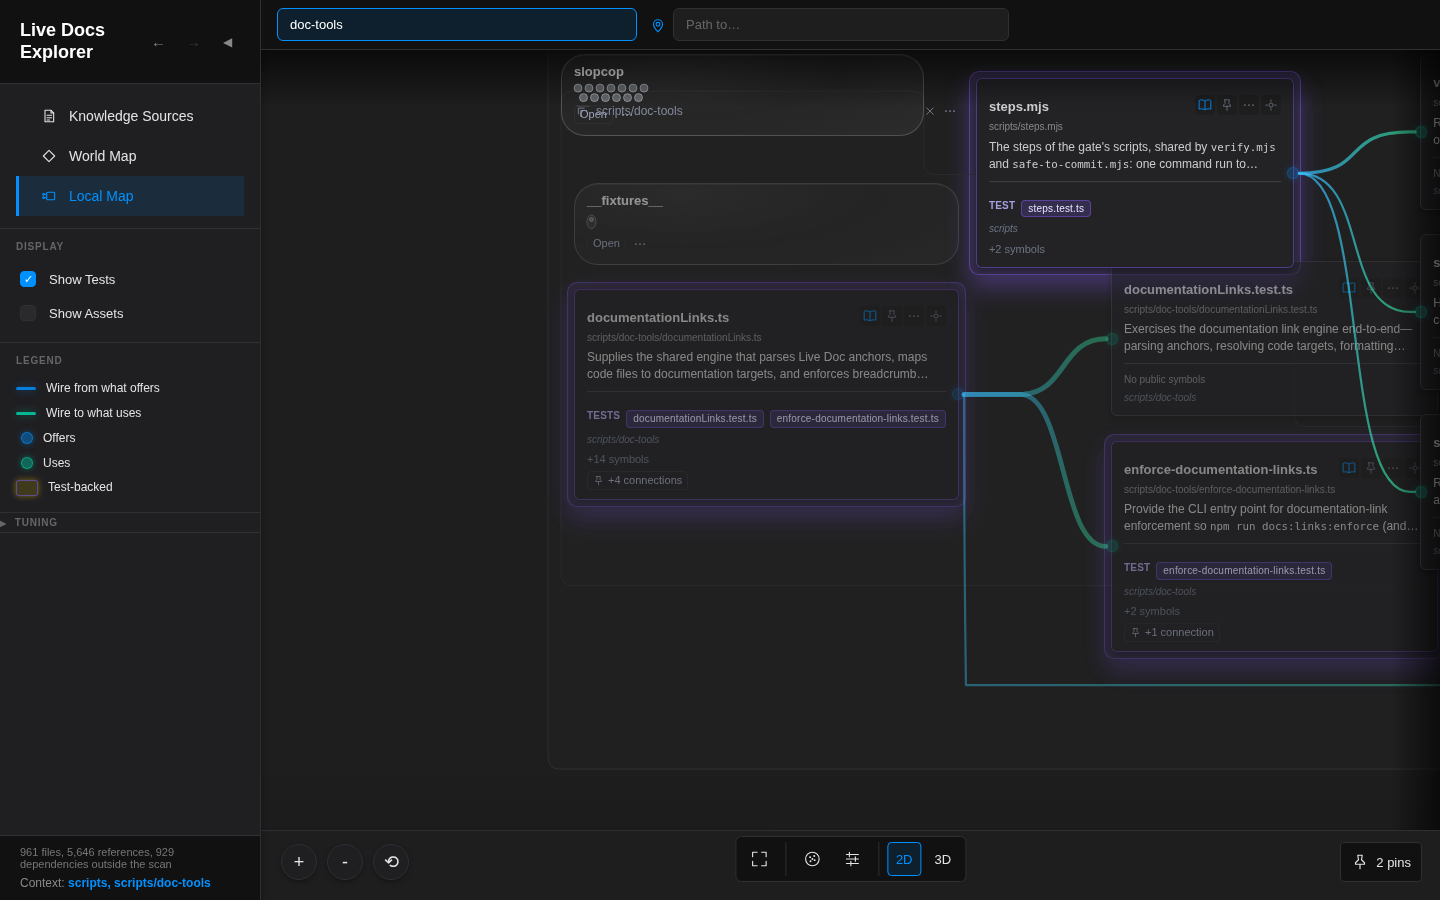 Live Docs
Explorer
← → ◀
Knowledge Sources
World Map
Local Map
DISPLAY
Show Tests
Show Assets
LEGEND
Wire from what offers
Wire to what uses
Offers
Uses
Test-backed
TUNING
961 files, 5,646 references, 929
dependencies outside the scan
Context: scripts, scripts/doc-tools
doc-tools
Path to…
slopcop
scripts/doc-tools
Open ...
__fixtures__
Open ...
documentationLinks.ts
scripts/doc-tools/documentationLinks.ts
Supplies the shared engine that parses Live Doc anchors, maps
code files to documentation targets, and enforces breadcrumb…
TESTS documentationLinks.test.ts enforce-documentation-links.test.ts
scripts/doc-tools
+14 symbols
+4 connections
steps.mjs
scripts/steps.mjs
The steps of the gate's scripts, shared by verify.mjs
and safe-to-commit.mjs: one command run to…
TEST steps.test.ts
scripts
+2 symbols
documentationLinks.test.ts
scripts/doc-tools/documentationLinks.test.ts
Exercises the documentation link engine end-to-end—
parsing anchors, resolving code targets, formatting…
No public symbols
scripts/doc-tools
enforce-documentation-links.ts
scripts/doc-tools/enforce-documentation-links.ts
Provide the CLI entry point for documentation-link
enforcement so npm run docs:links:enforce (and…
TEST enforce-documentation-links.test.ts
scripts/doc-tools
+2 symbols
+1 connection
+ - ⟲
2D 3D
2 pins